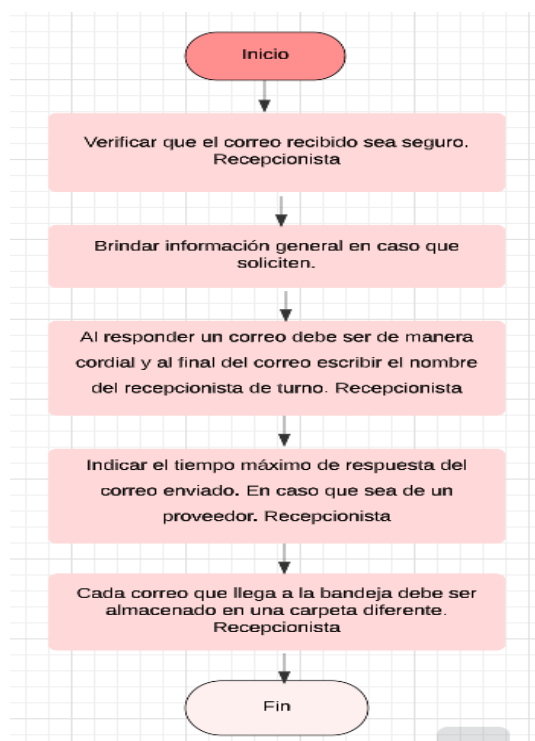 Inicio
Verificar que el correo recibido sea seguro.
Recepcionista
Brindar información general en caso que
soliciten.
Al responder un correo debe ser de manera
cordial y al final del correo escribir el nombre
del recepcionista de turno. Recepcionista
Indicar el tiempo máximo de respuesta del
correo enviado. En caso que sea de un
proveedor. Recepcionista
Cada correo que llega a la bandeja debe ser
almacenado en una carpeta diferente.
Recepcionista
Fin